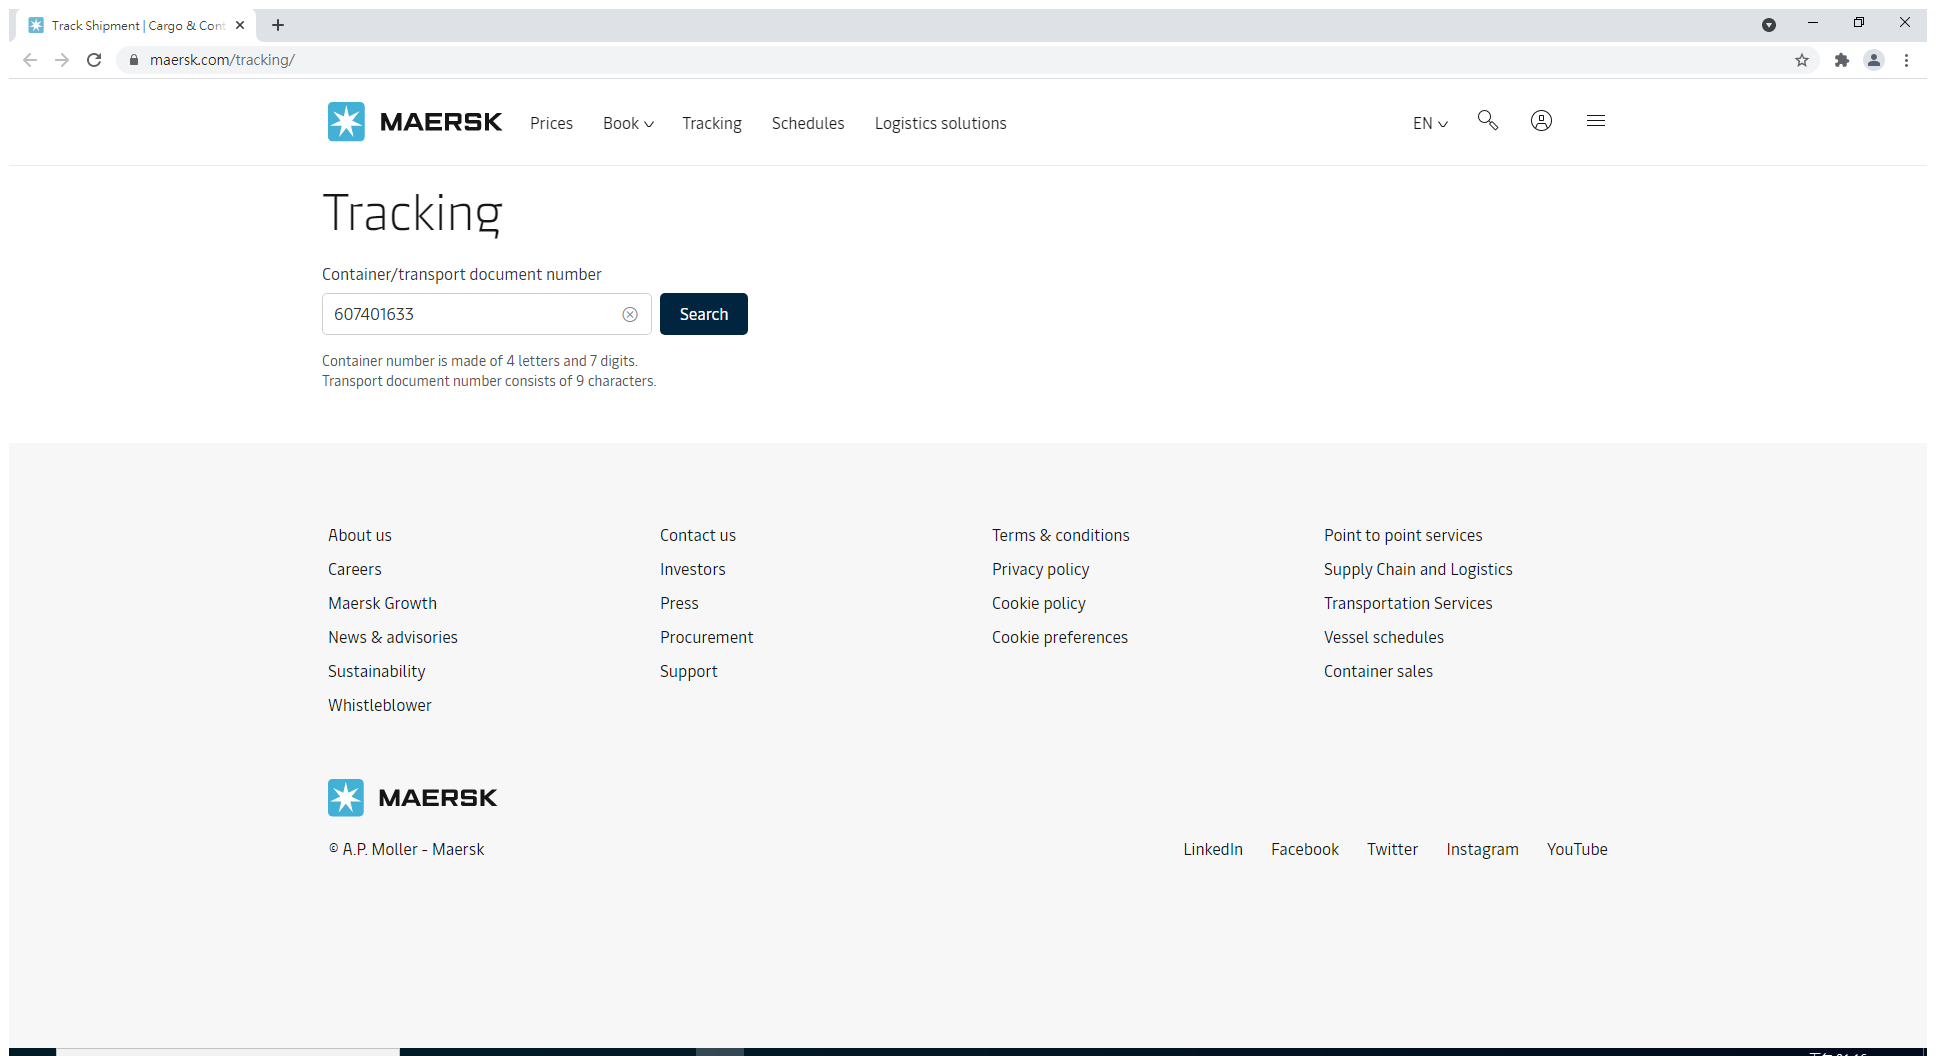 Track Shipment | Cargo & Cont
maersk.com/tracking/
MAERSK Prices Book Tracking Schedules Logistics solutions EN
Tracking
Container/transport document number
607401633 Search
Container number is made of 4 letters and 7 digits.
Transport document number consists of 9 characters.
About us Contact us Terms & conditions Point to point services
Careers Investors Privacy policy Supply Chain and Logistics
Maersk Growth Press Cookie policy Transportation Services
News & advisories Procurement Cookie preferences Vessel schedules
Sustainability Support Container sales
Whistleblower
MAERSK
© A.P. Moller - Maersk LinkedIn Facebook Twitter Instagram YouTube